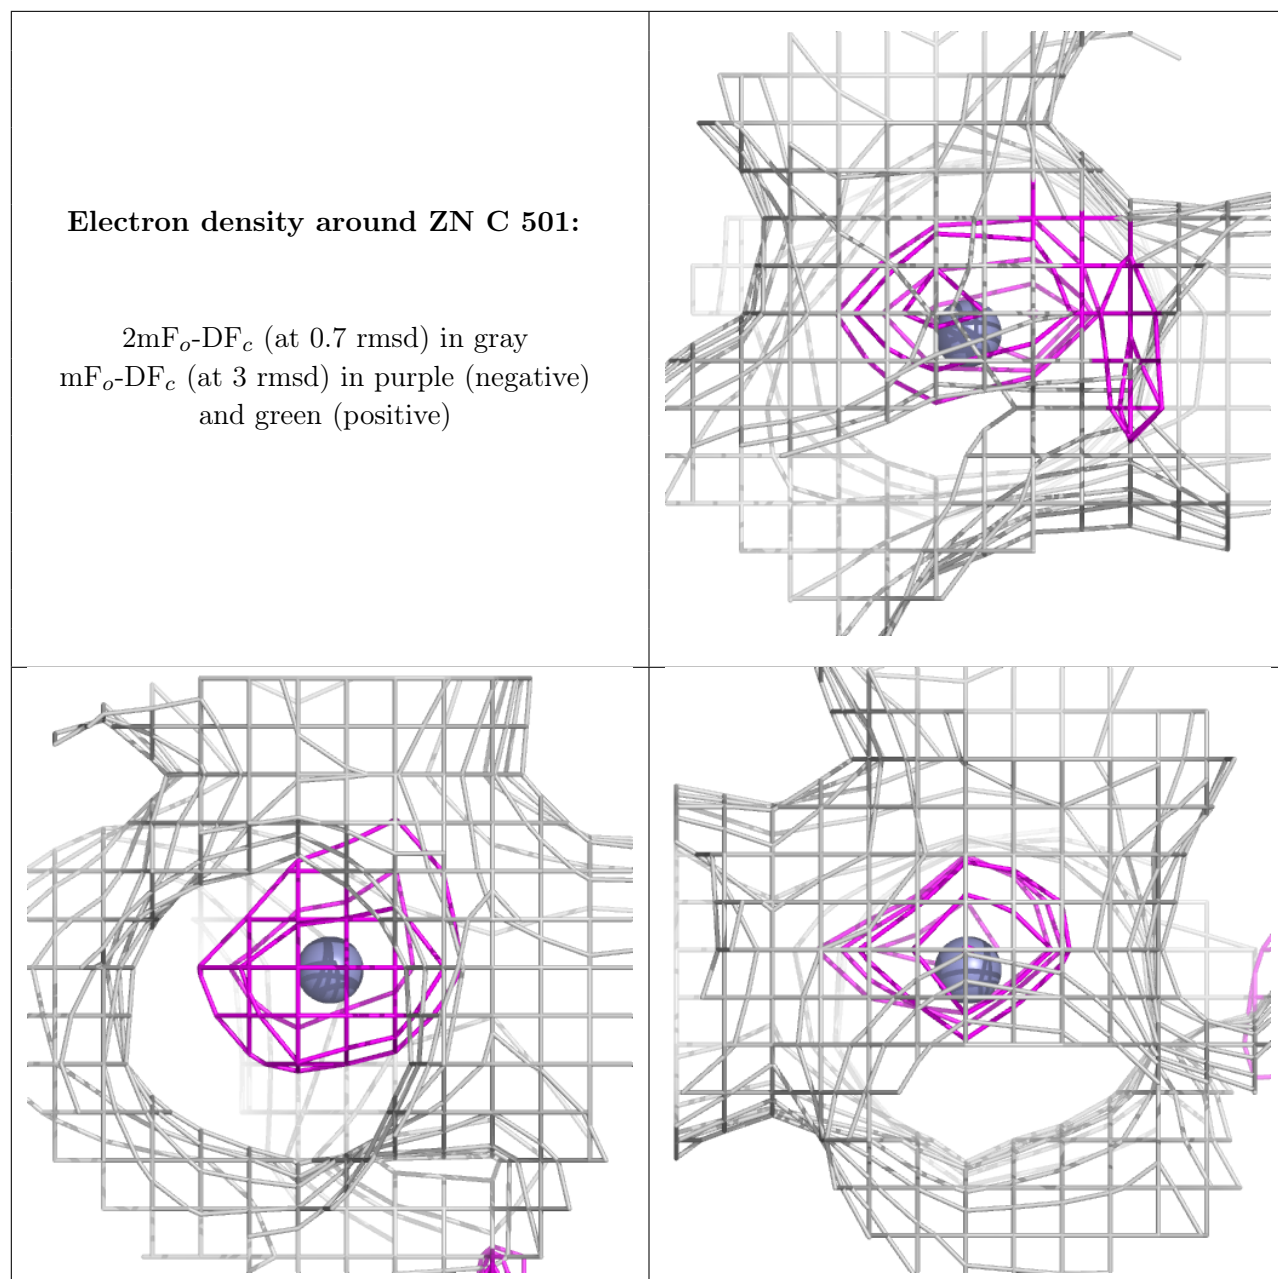 Electron density around ZN C 501:
2mFo-DFc (at 0.7 rmsd) in gray
mFo-DFc (at 3 rmsd) in purple (negative)
and green (positive)